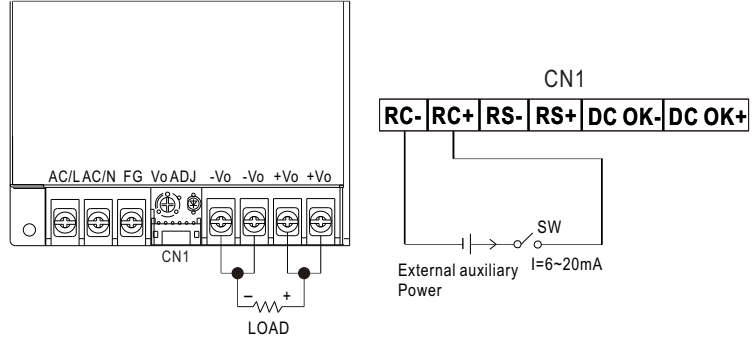 AC/L AC/N FG Vo ADJ -Vo -Vo +Vo +Vo
CN1
– +
LOAD
CN1
RC- RC+ RS- RS+ DC OK- DC OK+
SW
External auxiliary
Power
I=6~20mA